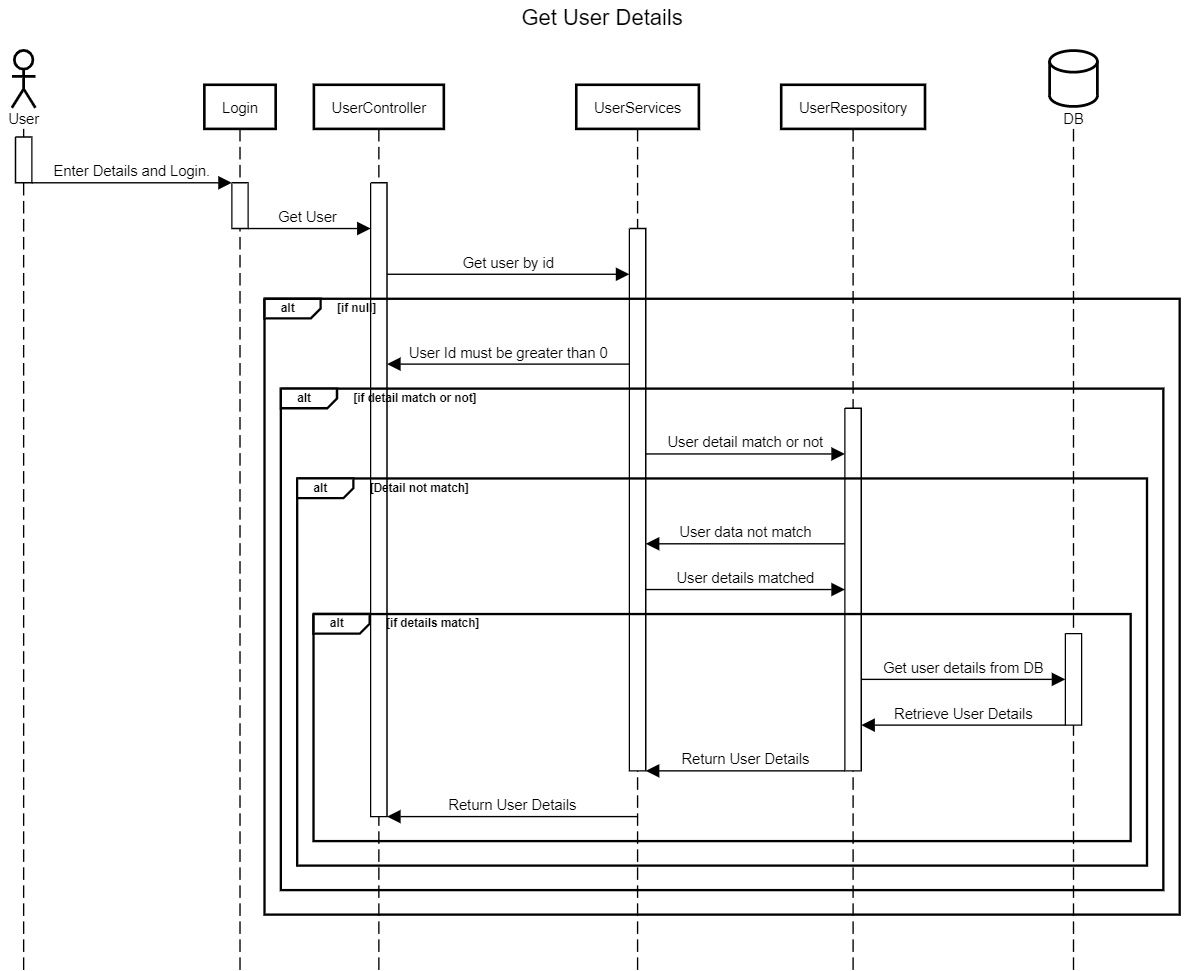 Get User Details
User
Login
UserController
UserServices
UserRespository
DB
Enter Details and Login.
Get User
Get user by id
alt
[if null]
User Id must be greater than 0
alt
[if detail match or not]
User detail match or not
alt
[Detail not match]
User data not match
User details matched
alt
[if details match]
Get user details from DB
Retrieve User Details
Return User Details
Return User Details